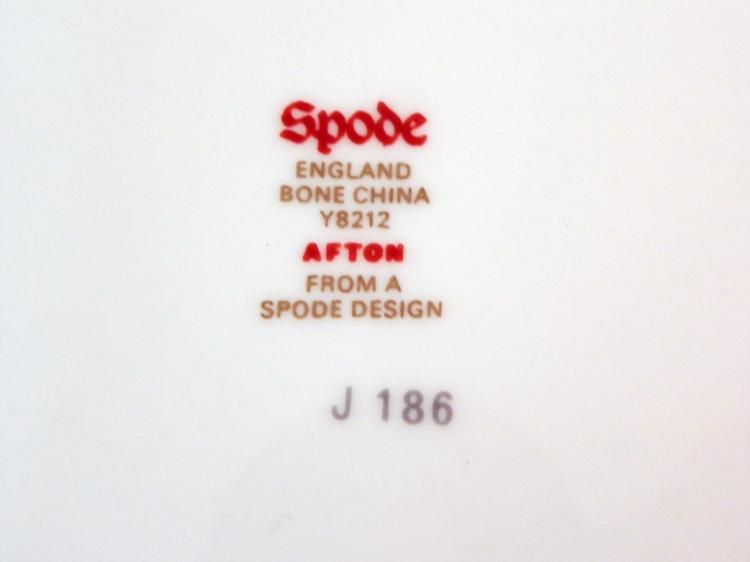 Spode
ENGLAND
BONE CHINA
Y8212
AFTON
FROM A
SPODE DESIGN
J 186